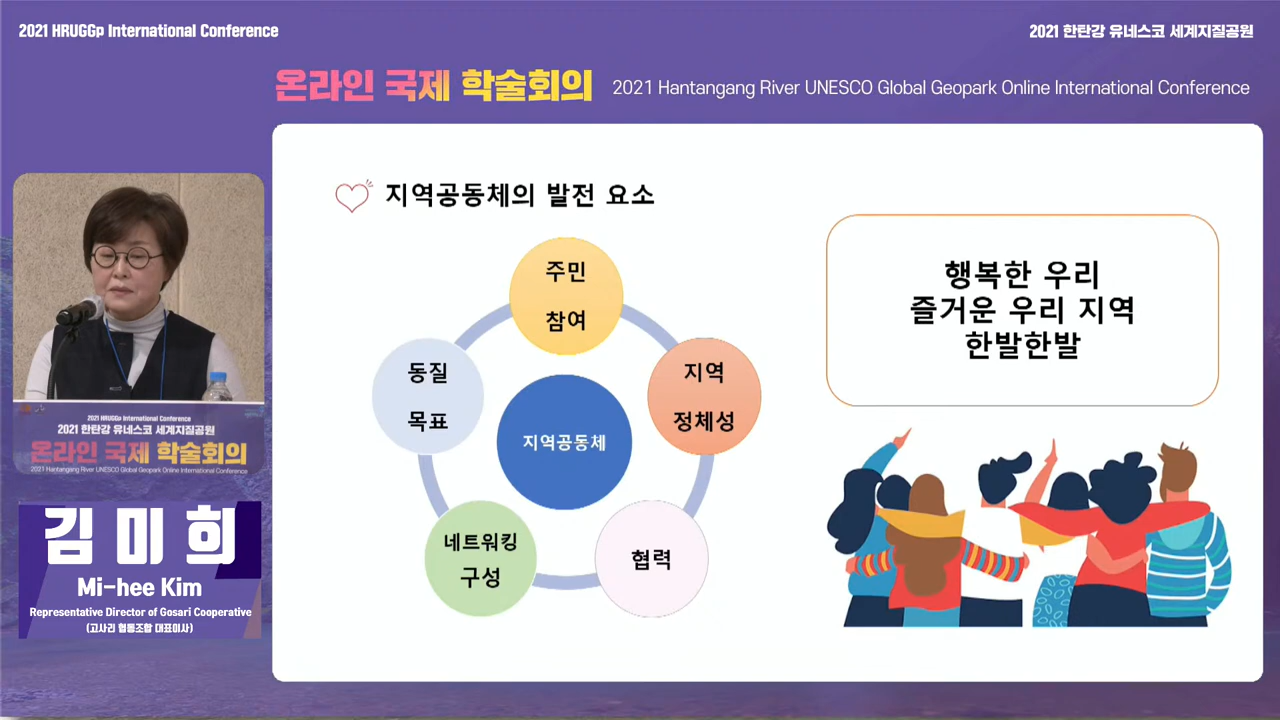 2021 HRUGGp International Conference
2021 한탄강 유네스코 세계지질공원
온라인 국제 학술회의
2021 Hantangang River UNESCO Global Geopark Online International Conference
지역공동체의 발전 요소
주민
참여
동질
목표
지역
정체성
지역공동체
네트워킹
구성
협력
행복한 우리
즐거운 우리 지역
한발한발
2021 HRUGGp International Conference
2021 한탄강 유네스코 세계지질공원
온라인 국제 학술회의
2021 Hantangang River UNESCO Global Geopark Online International Conference
김미희
Mi-hee Kim
Representative Director of Gosari Cooperative
(고사리 협동조합 대표이사)